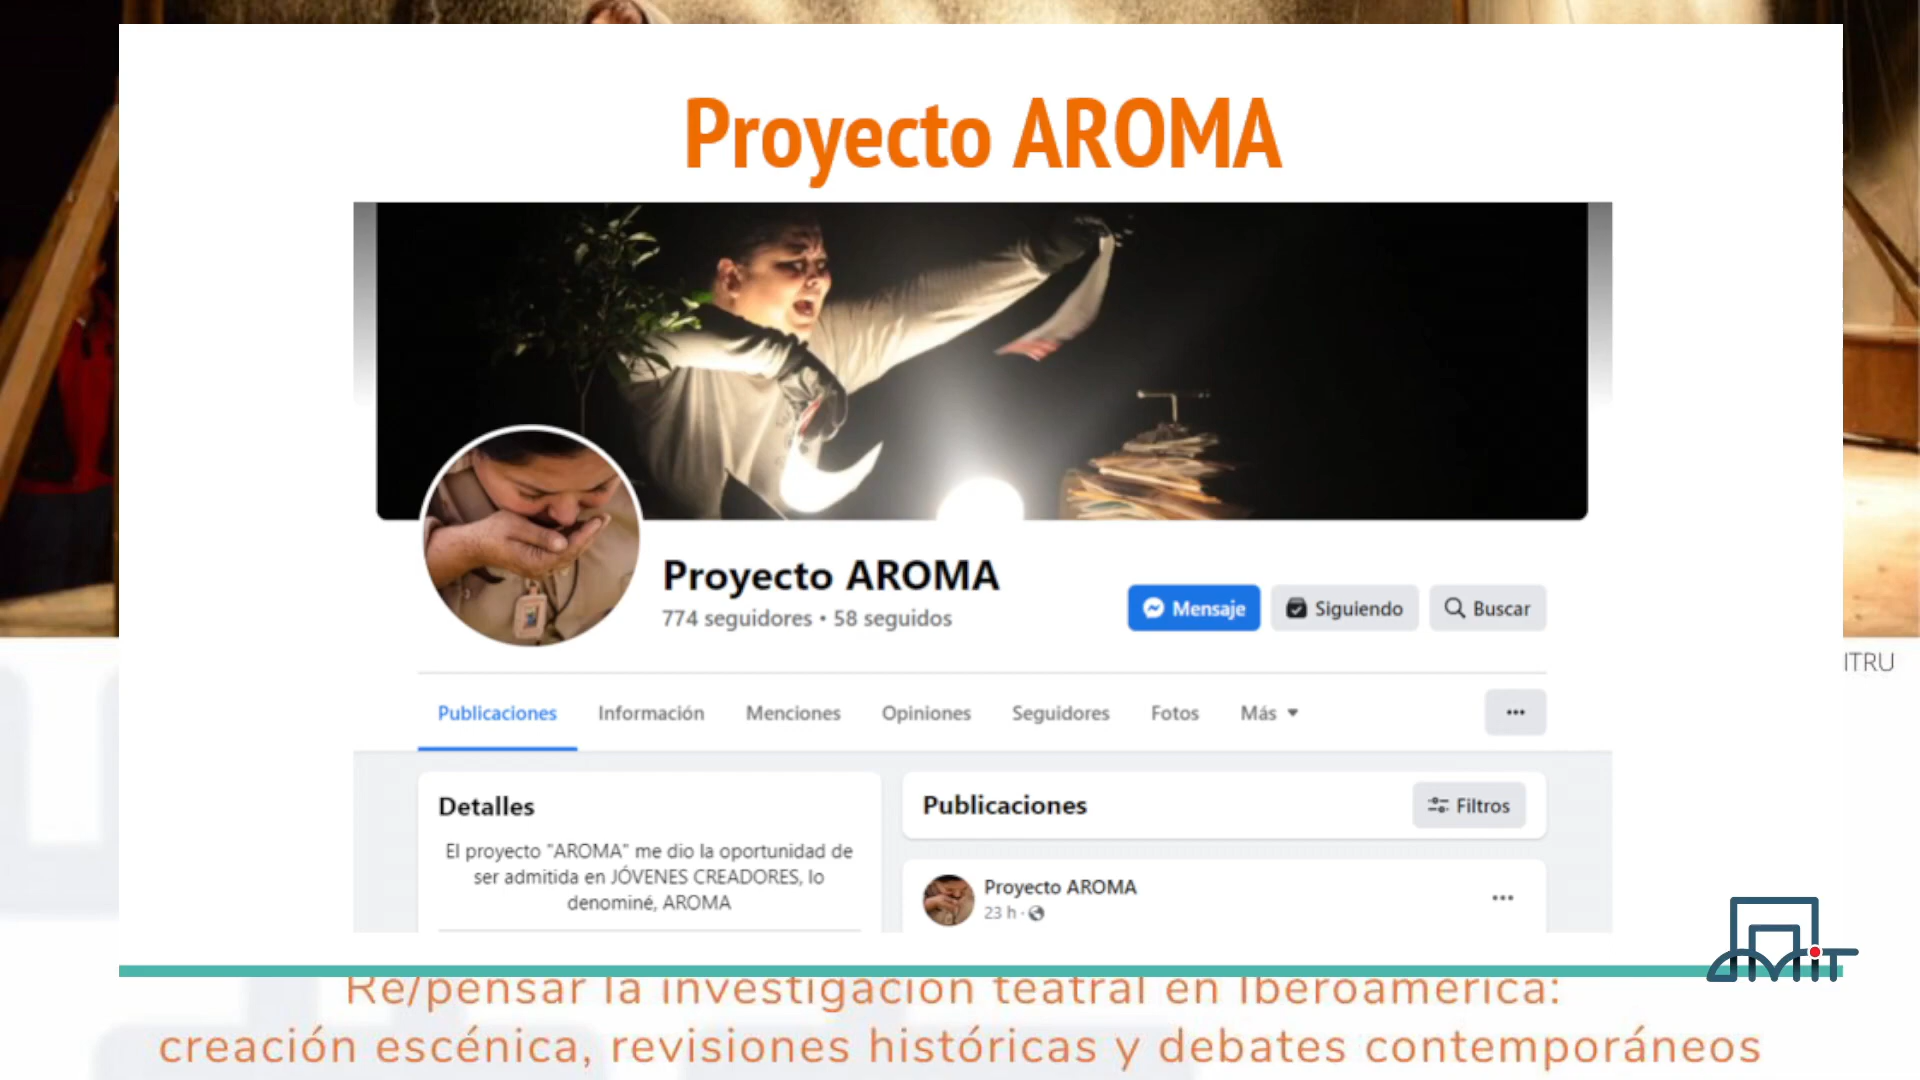 Proyecto AROMA
Proyecto AROMA
774 seguidores • 58 seguidos
Mensaje
Siguiendo
Buscar
Publicaciones
Información
Menciones
Opiniones
Seguidores
Fotos
Más
Detalles
El proyecto "AROMA" me dio la oportunidad de
ser admitida en JÓVENES CREADORES, lo
denominé, AROMA
Publicaciones
Filtros
Proyecto AROMA
23 h ·
ITRU
AMiT
Re/pensar la investigación teatral en Iberoamérica:
creación escénica, revisiones históricas y debates contemporáneos